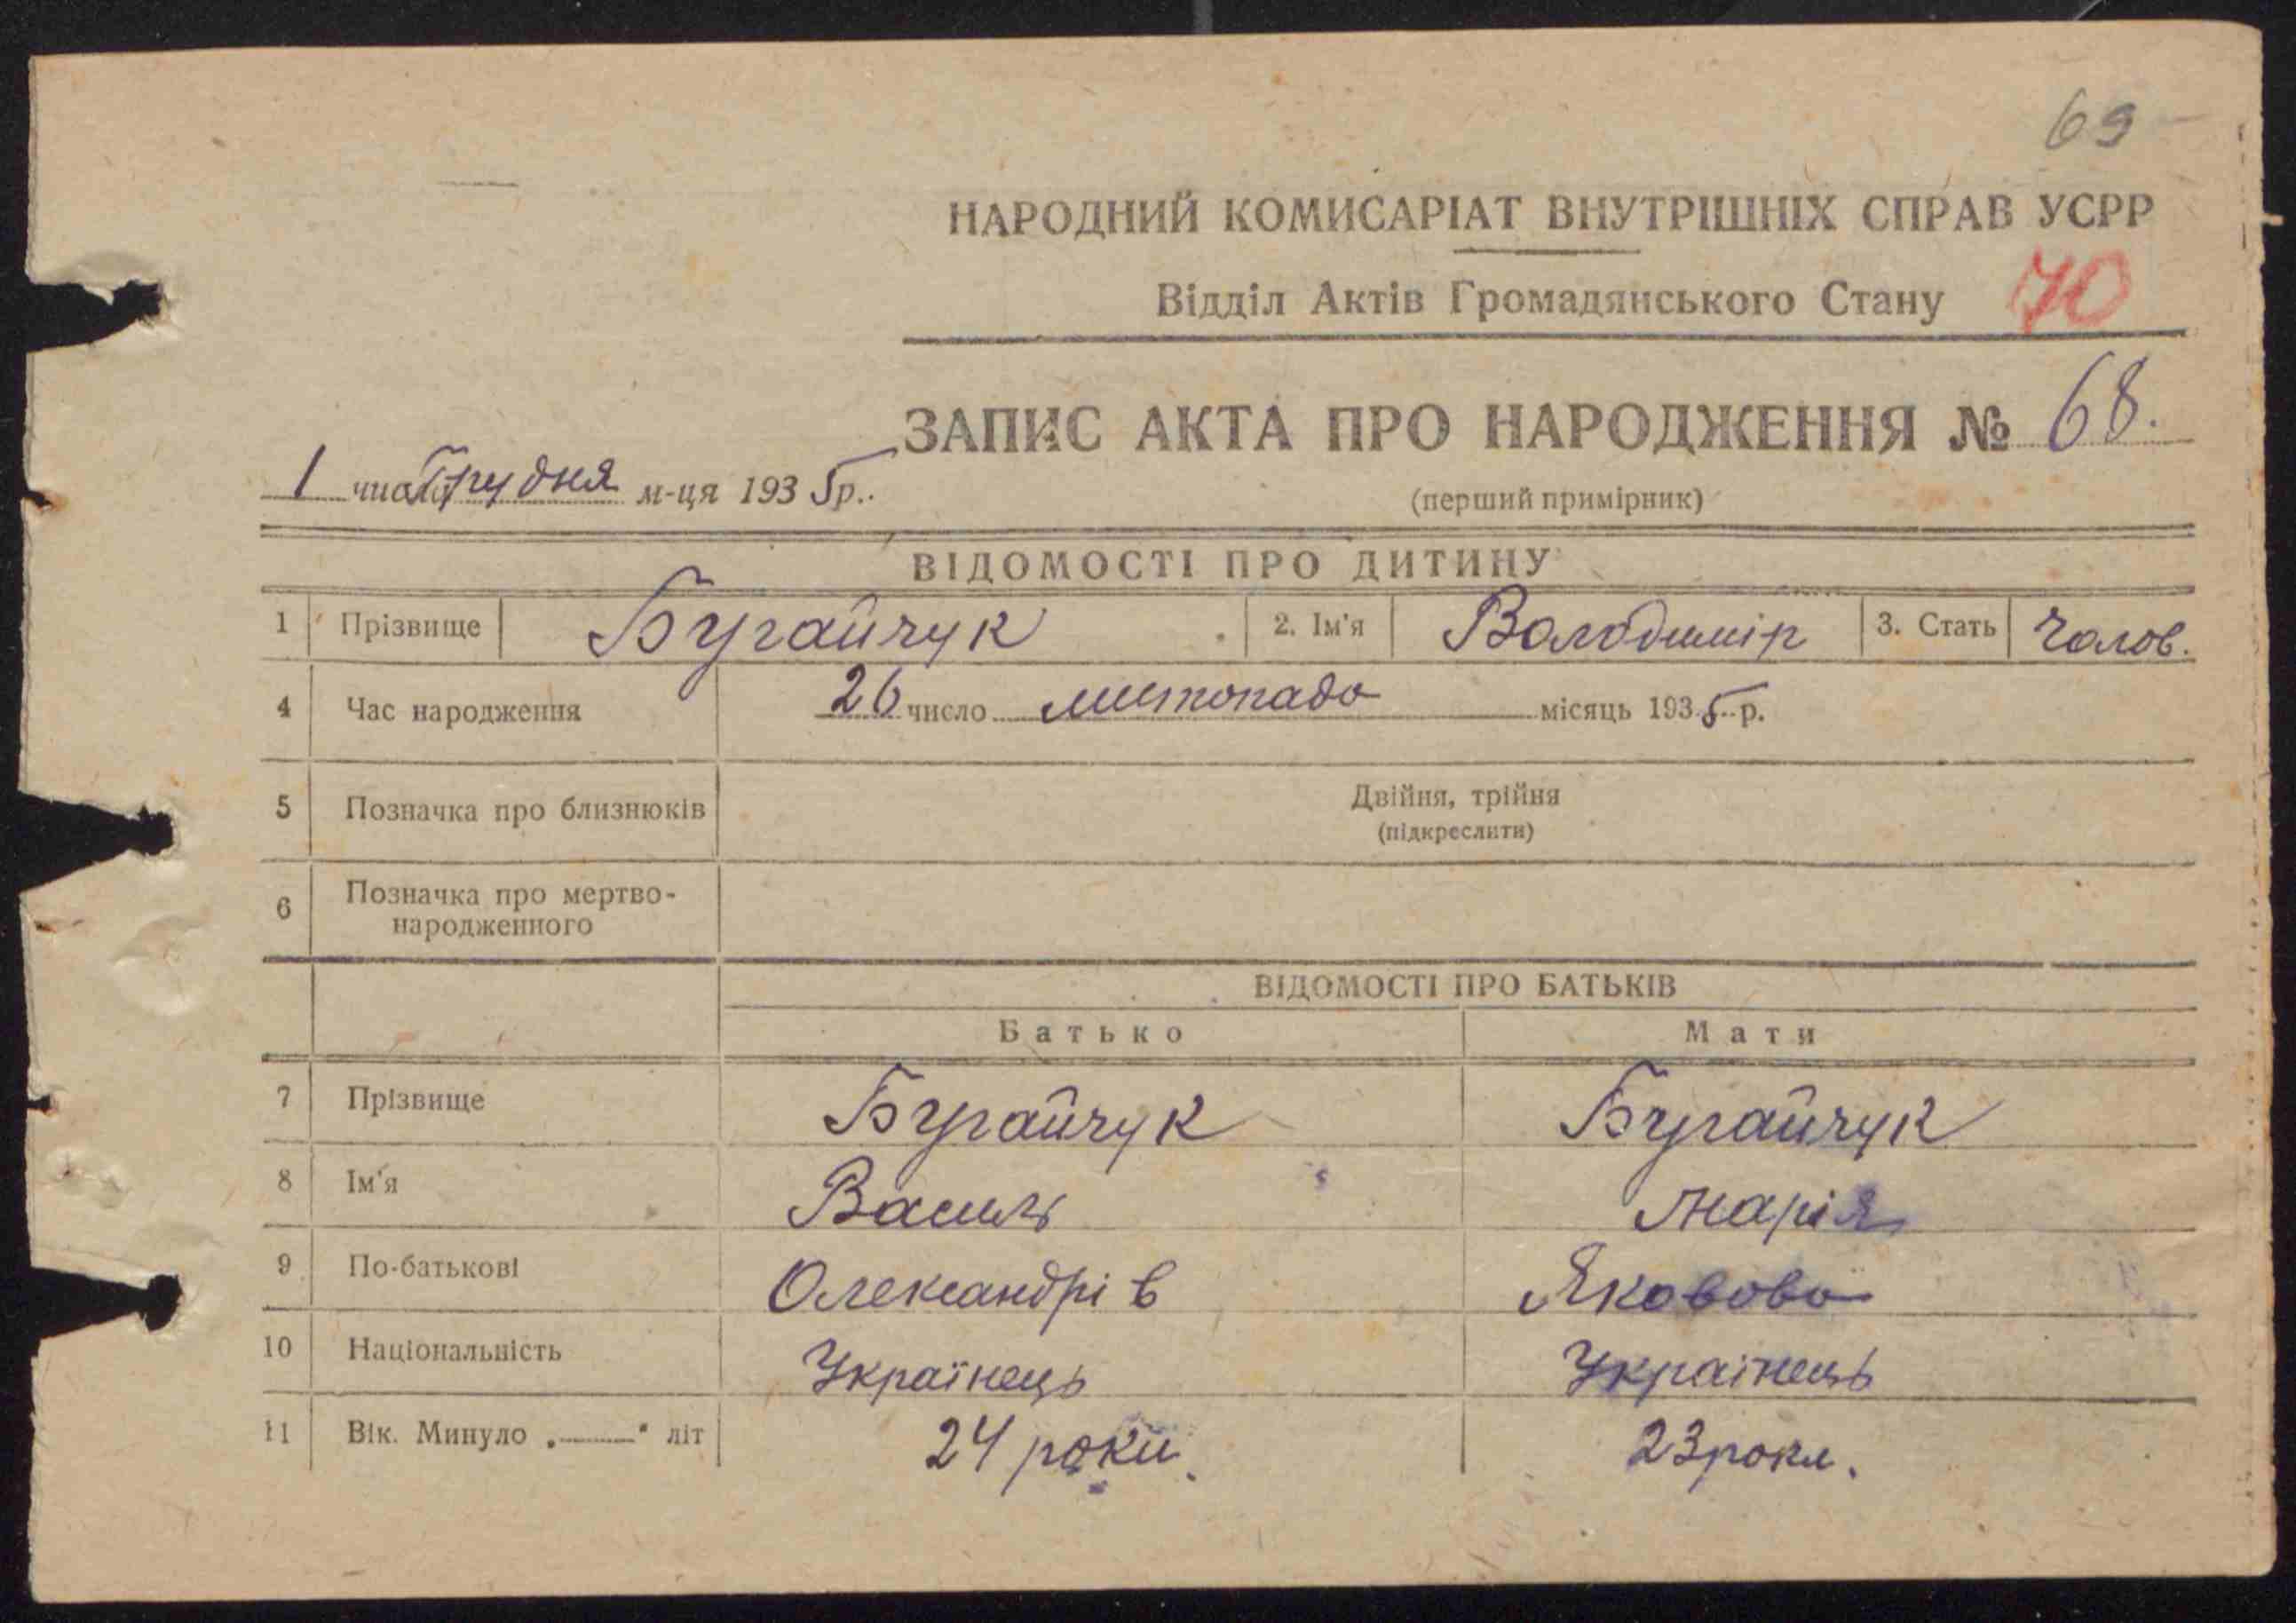 69
НАРОДНИЙ КОМИСАРІАТ ВНУТРІШНІХ СПРАВ УСРР
Відділ Актів Громадянського Стану 70
ЗАПИС АКТА ПРО НАРОДЖЕННЯ № 68.
1 числа Грудня м-ця 1935 р.
(перший примірник)
ВІДОМОСТІ ПРО ДИТИНУ
1 Прізвище Бугайчук 2. Ім'я Володимір 3. Стать Чолов.
4 Час народження 26 число листопада місяць 1935 р.
5 Позначка про близнюків Двійня, трійня
(підкреслити)
6 Позначка про мертво-
народженного
ВІДОМОСТІ ПРО БАТЬКІВ
Батько Мати
7 Прізвище Бугайчук Бугайчук
8 Ім'я Василь Марія
9 По-батькові Олександрів Яковова
10 Національність Українець Українець
11 Вік. Минуло „——“ літ 24 роки. 23 роки.